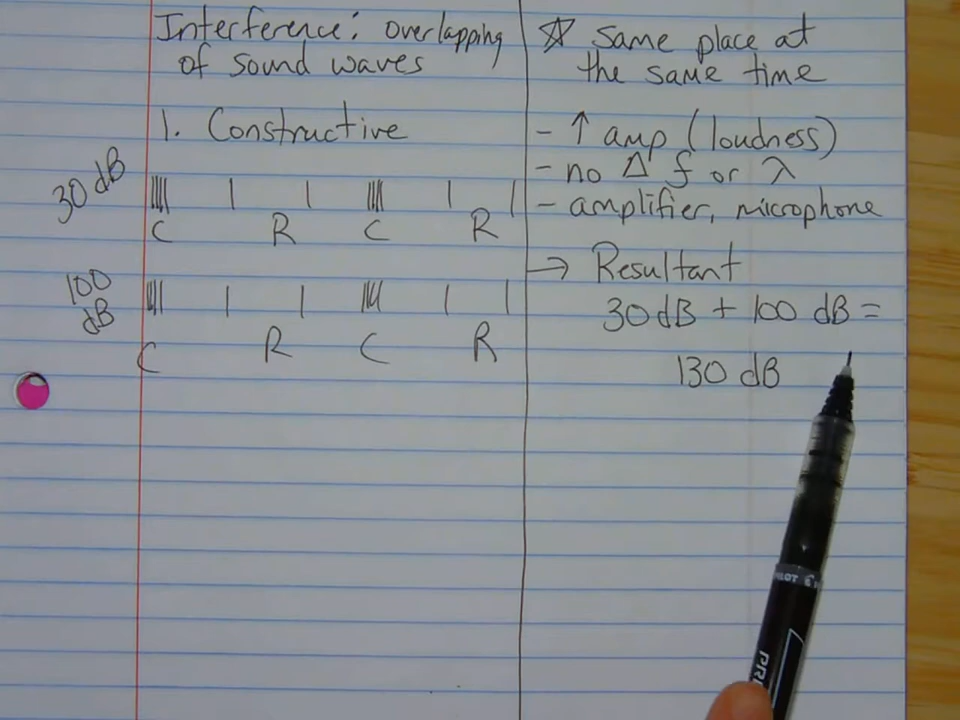 Interference: overlapping
of sound waves
1. Constructive
30 dB
C R C R
100
dB
C R C R
☆ same place at
the same time
- ↑ amp (loudness)
- no Δ f or λ
- amplifier, microphone
→ Resultant
30 dB + 100 dB =
130 dB
PILOT